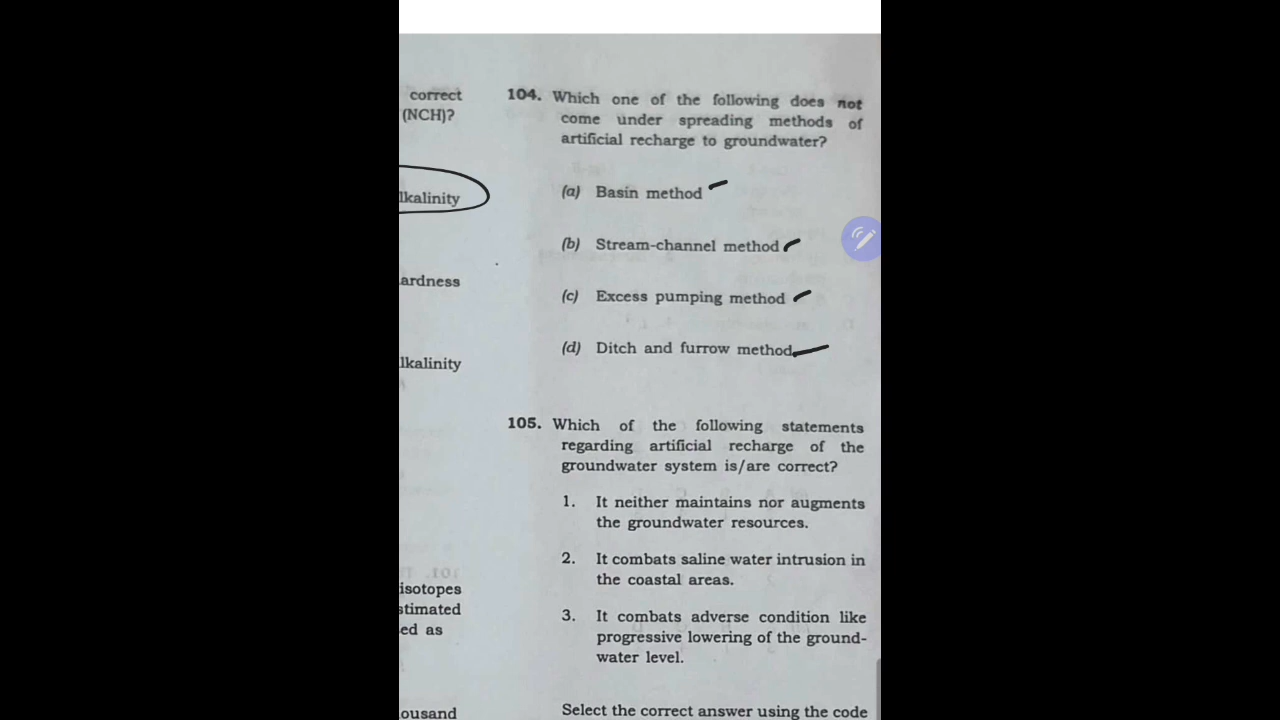 correct
(NCH)?
lkalinity
ardness
lkalinity
isotopes
stimated
ed as
ousand
104. Which one of the following does not
come under spreading methods of
artificial recharge to groundwater?
(a) Basin method
(b) Stream-channel method
(c) Excess pumping method
(d) Ditch and furrow method
105. Which of the following statements
regarding artificial recharge of the
groundwater system is/are correct?
1. It neither maintains nor augments
the groundwater resources.
2. It combats saline water intrusion in
the coastal areas.
3. It combats adverse condition like
progressive lowering of the ground-
water level.
Select the correct answer using the code